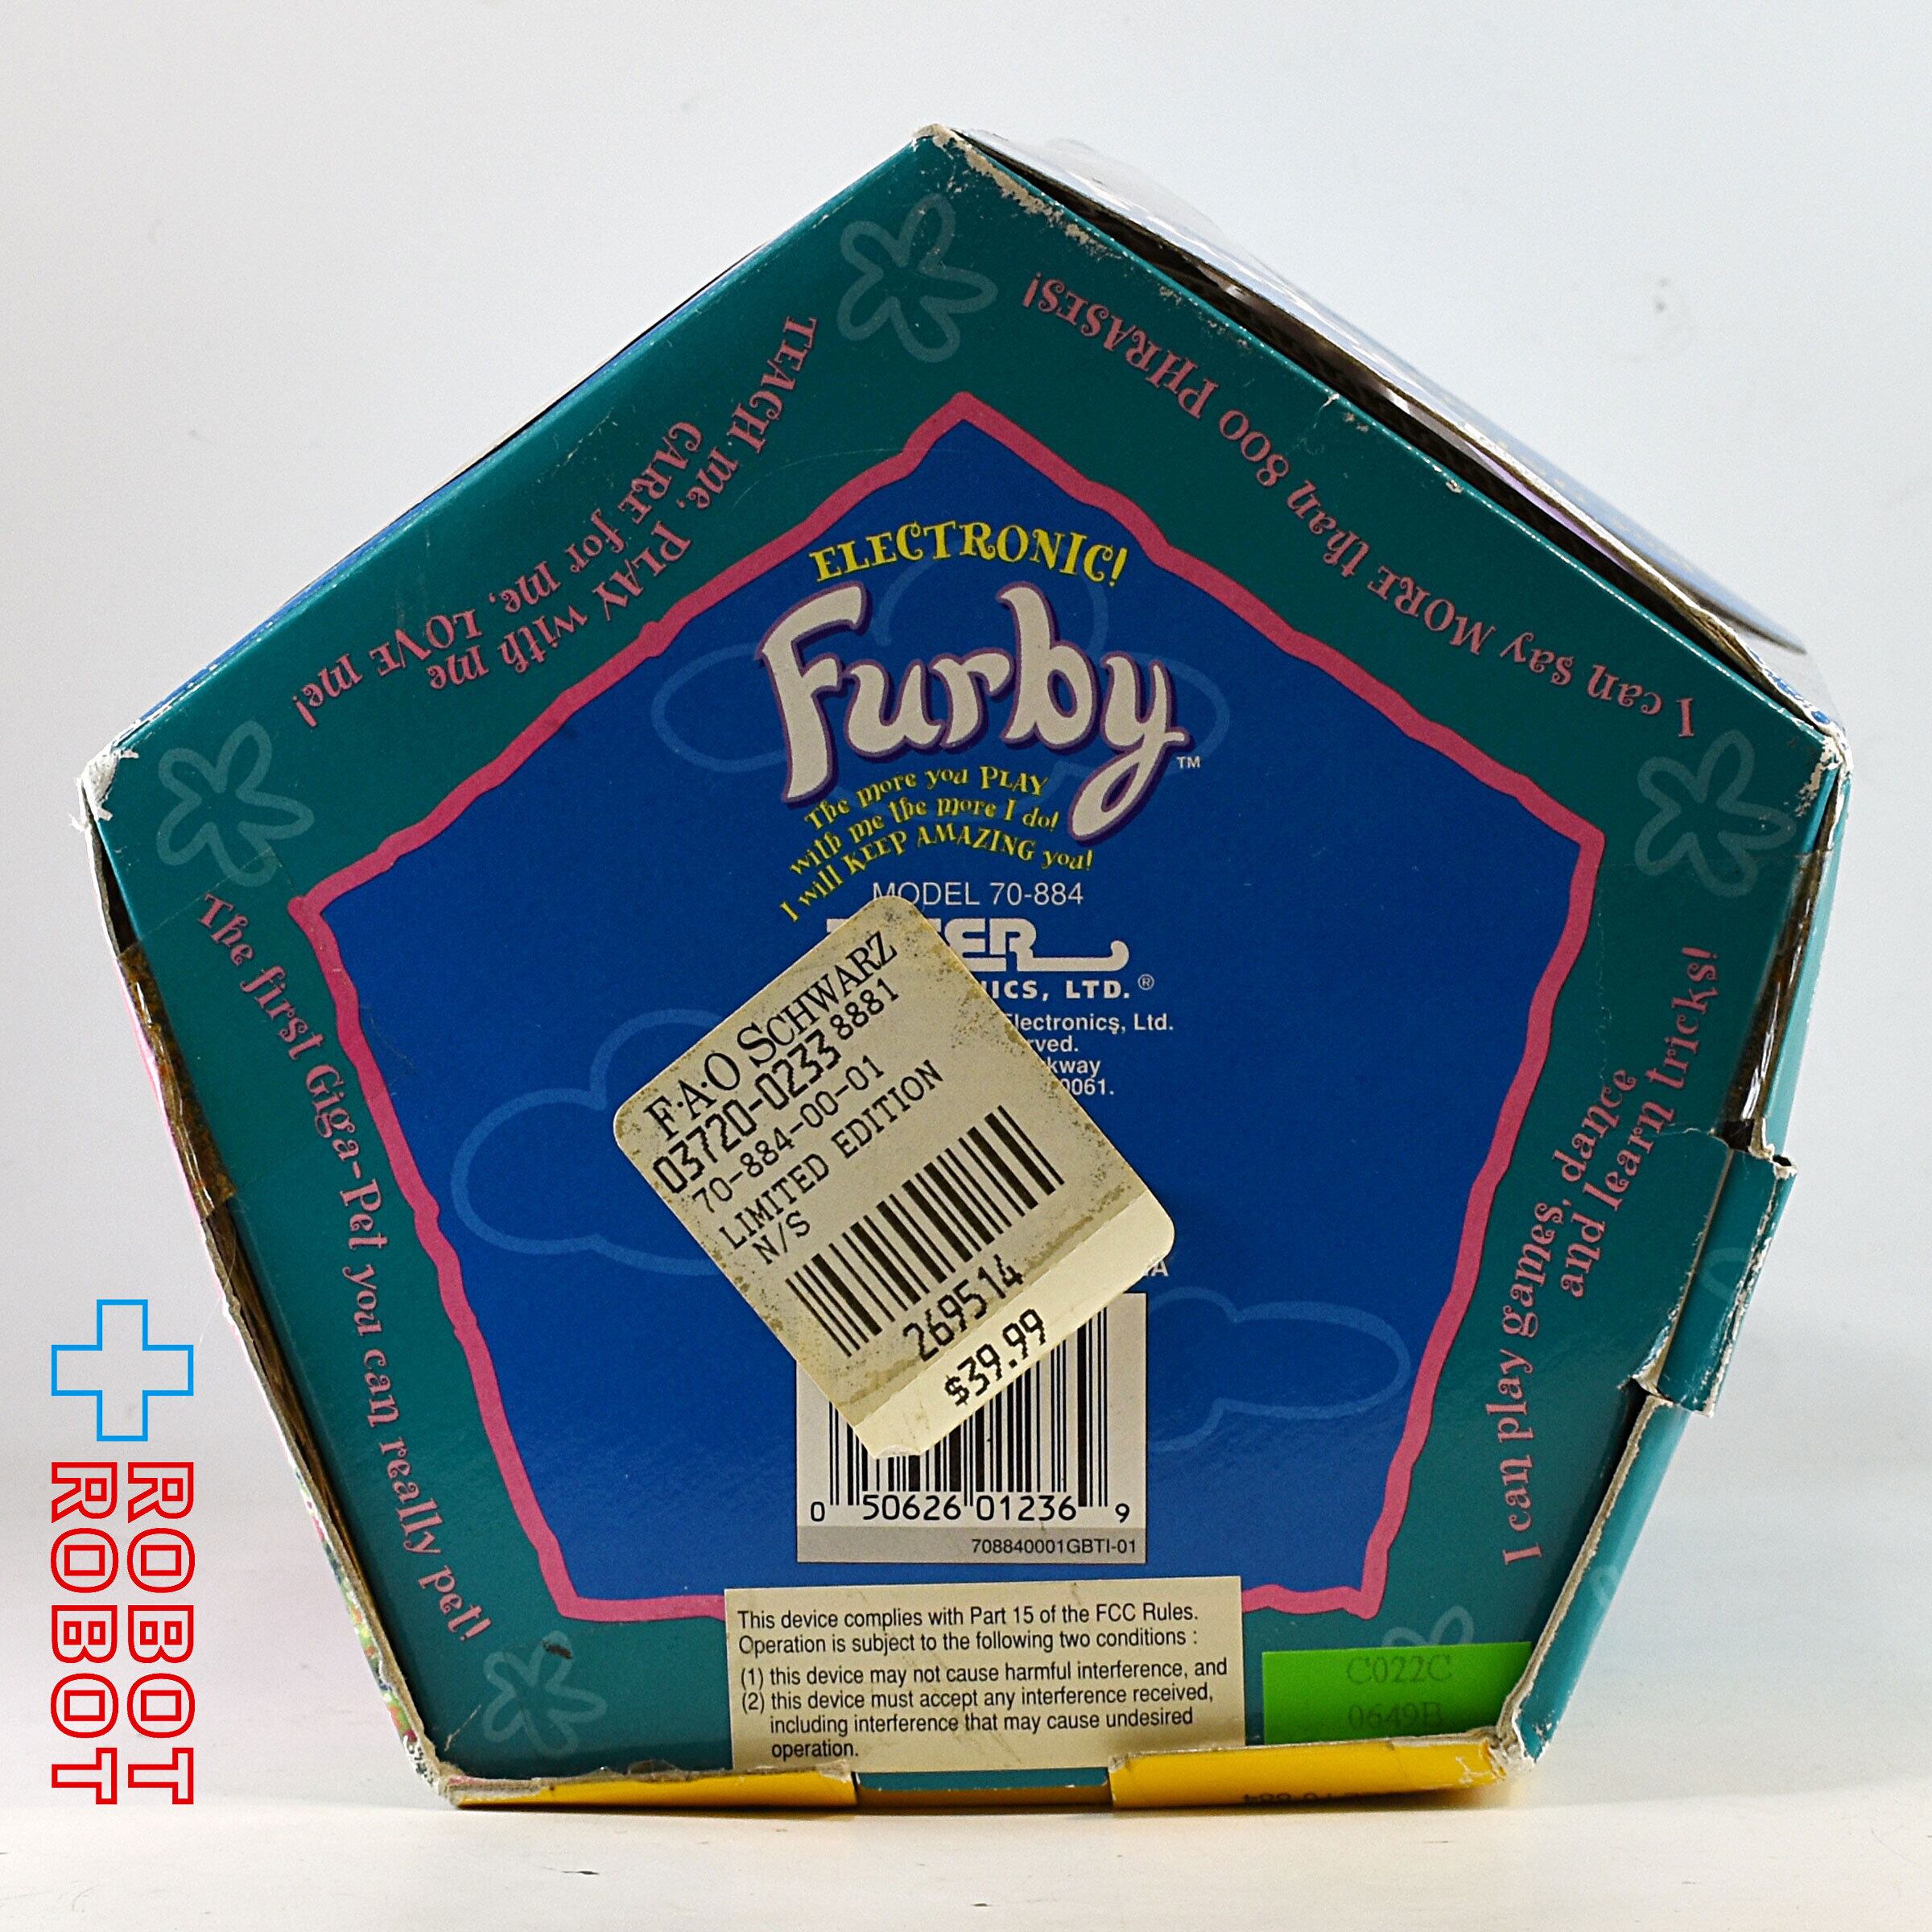 TEACH me, PLAY with me
CARE for me, LOVE me!
I can say MORE than 800 PHRASES!
ELECTRONIC!
Furby™
The more you PLAY
with me the more I do!
I will KEEP AMAZING you!
MODEL 70-884
ICS, LTD.®
Electronics, Ltd.
F·A·O SCHWARZ
03720-0233 8881
70-884-00-01
LIMITED EDITION
N/S
269514
$39.99
The first Giga-Pet you can really pet!
I can play games, dance
and learn tricks!
0 50626 01236 9
708840001GBTI-01
This device complies with Part 15 of the FCC Rules.
Operation is subject to the following two conditions :
(1) this device may not cause harmful interference, and
(2) this device must accept any interference received,
including interference that may cause undesired
operation.
C022C
0649B
ROBOT
ROBOT